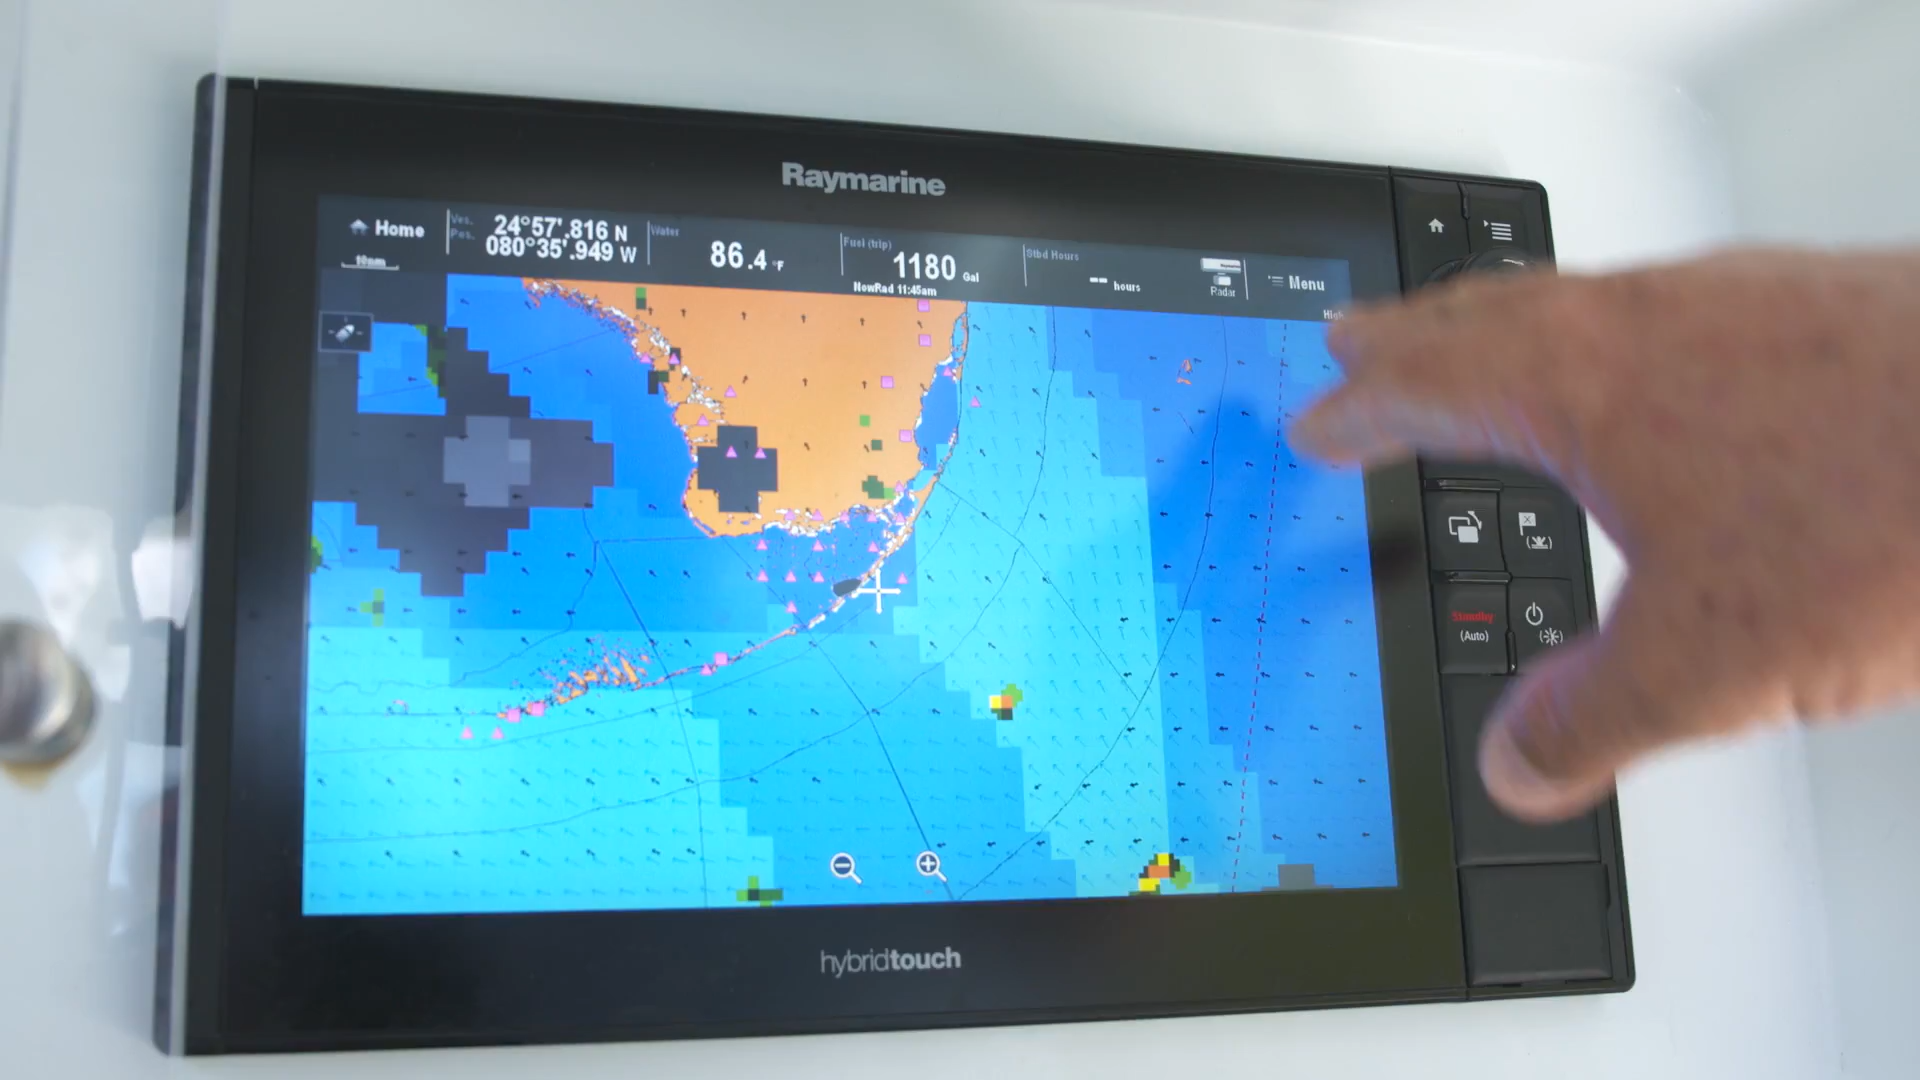 Raymarine
Home
Ves. Pos.
24°57'.816 N
080°35'.949 W
Water
86.4 °F
Fuel (trip)
1180 Gal
Stbd Hours
-- hours
Radar
Menu
10nm
NowRad 11:45am
High
Standby
(Auto)
hybridtouch